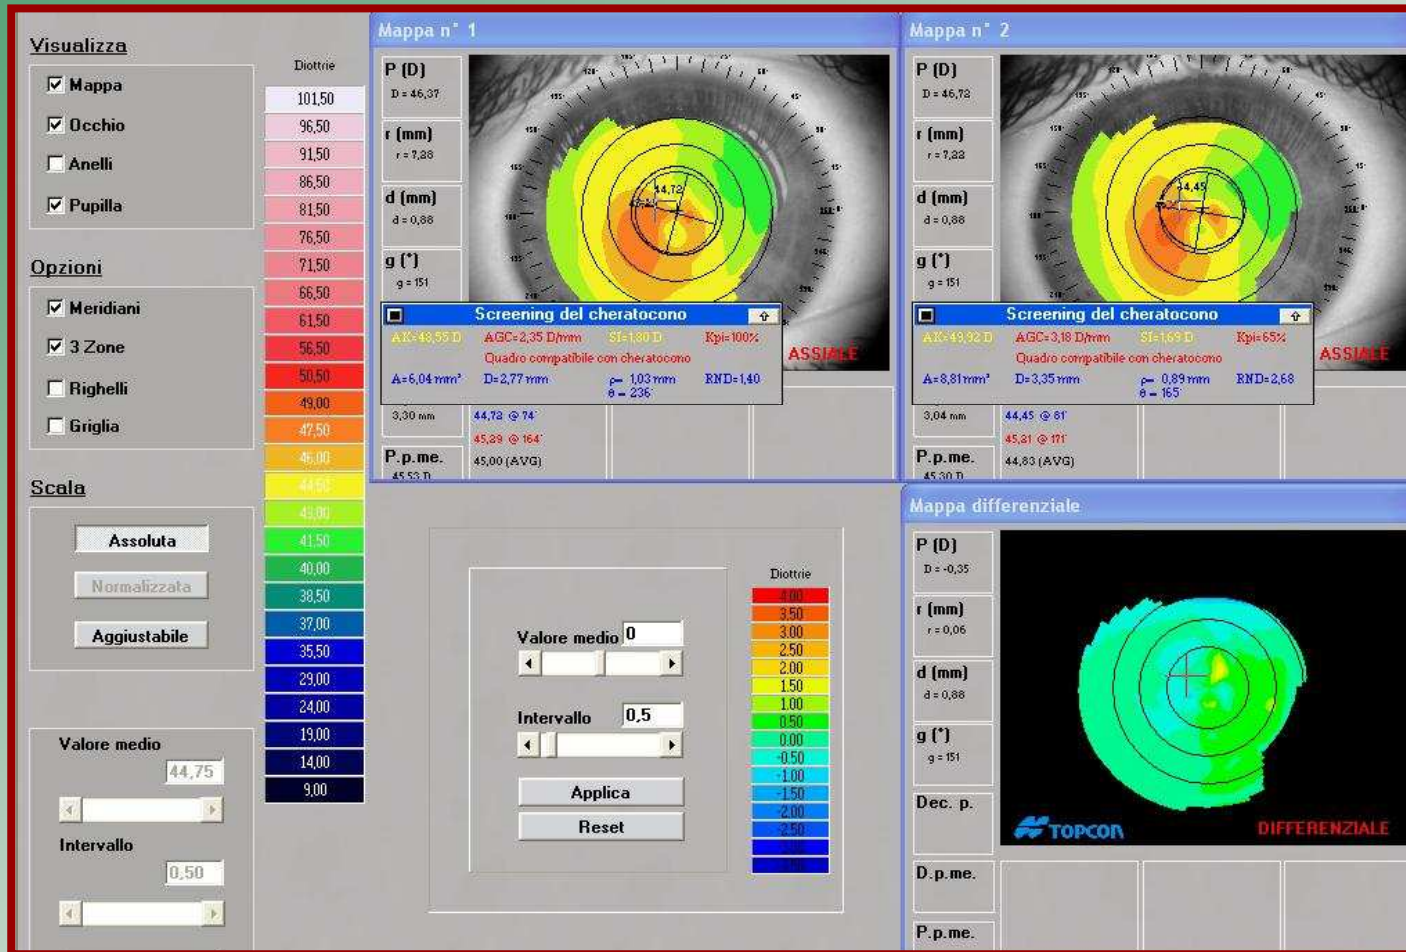 Visualizza
Mappa
Occhio
Anelli
Pupilla
Opzioni
Meridiani
3 Zone
Righelli
Griglia
Scala
Assoluta
Normalizzata
Aggiustabile
Valore medio
44,75
Intervallo
0,50
Diottrie
101,50
96,50
91,50
86,50
81,50
76,50
71,50
66,50
61,50
56,50
50,50
49,00
47,50
46,00
44,50
43,00
41,50
40,00
38,50
37,00
35,50
29,00
24,00
19,00
14,00
9,00
Mappa n° 1
P (D)
D = 46,37
r (mm)
r = 7,28
d (mm)
d = 0,88
g (°)
g = 151
44,72
Screening del cheratocono
AK=48,55 D AGC=2,35 D/mm SI=1,80 D Kpi=100%
Quadro compatibile con cheratocono
A=6,04 mm² D=2,77 mm ρ= 1,03 mm RND=1,40
θ = 236°
ASSIALE
3,30 mm
44,72 @ 74°
45,29 @ 164°
45,00 (AVG)
P.p.me.
45,53 D
Mappa n° 2
P (D)
D = 46,72
r (mm)
r = 7,22
d (mm)
d = 0,88
g (°)
g = 151
44,45
Screening del cheratocono
AK=49,92 D AGC=3,18 D/mm SI=1,69 D Kpi=65%
Quadro compatibile con cheratocono
A=8,81 mm² D=3,35 mm ρ= 0,89 mm RND=2,68
θ = 165°
ASSIALE
3,04 mm
44,45 @ 81°
45,21 @ 171°
44,83 (AVG)
P.p.me.
45,30 D
Valore medio 0
Intervallo 0,5
Applica
Reset
Diottrie
4.00
3.50
3.00
2.50
2.00
1.50
1.00
0.50
0.00
-0.50
-1.00
-1.50
-2.00
-2.50
Mappa differenziale
P (D)
D = -0,35
r (mm)
r = 0,06
d (mm)
d = 0,88
g (°)
g = 151
Dec. p.
D.p.me.
P.p.me.
TOPCON
DIFFERENZIALE